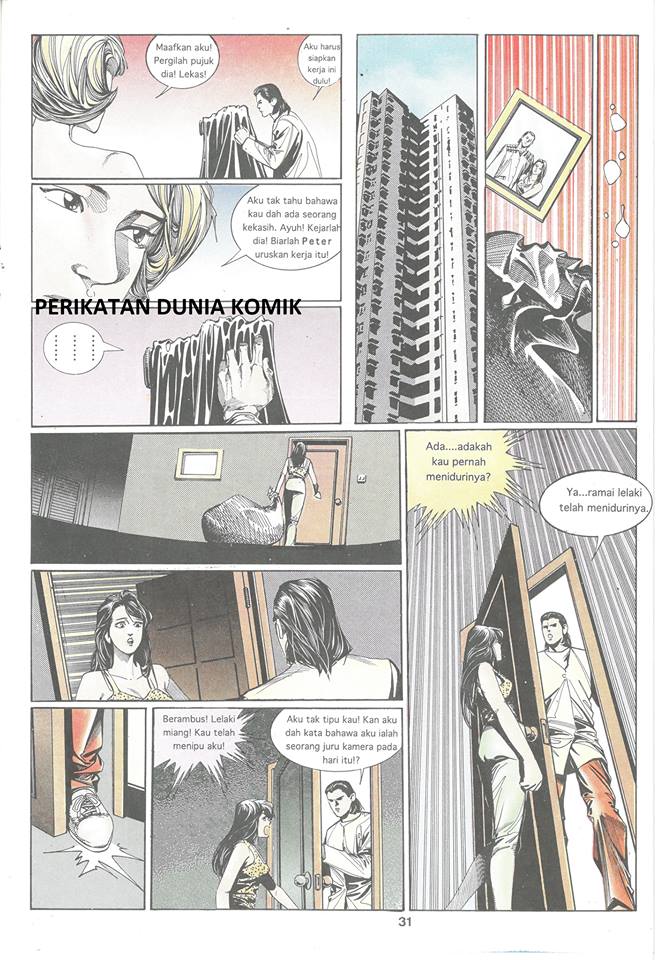 Maafkan aku!
Pergilah pujuk
dia! Lekas!
Aku harus
siapkan
kerja ini
dulu!
Aku tak tahu bahawa
kau dah ada seorang
kekasih. Ayuh! Kejarlah
dia! Biarlah Peter
uruskan kerja itu!
PERIKATAN DUNIA KOMIK
Ada....adakah
kau pernah
menidurinya?
Ya...ramai lelaki
telah menidurinya.
Berambus! Lelaki
miang! Kau telah
menipu aku!
Aku tak tipu kau! Kan aku
dah kata bahawa aku ialah
seorang juru kamera pada
hari itu!?
31